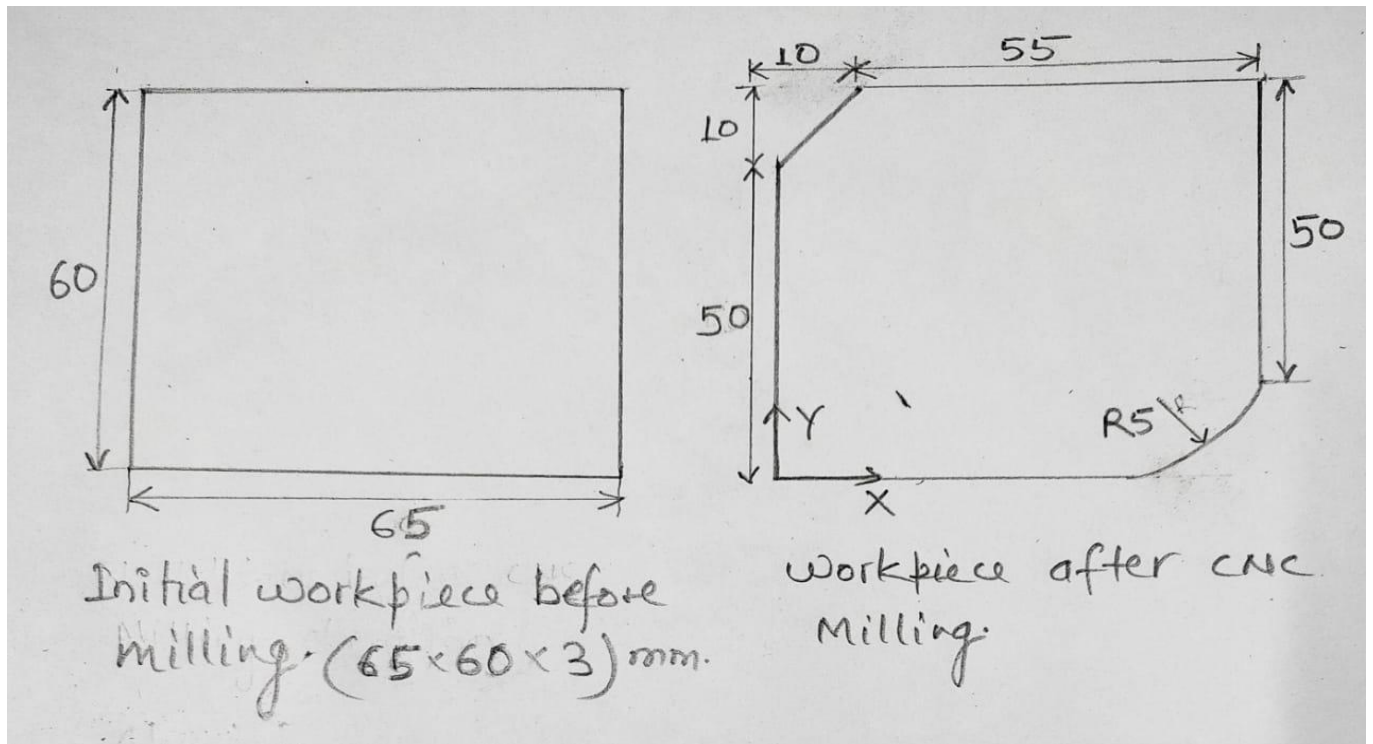 10
55
10
60
50
50
R5
R
Y
X
65
Initial workpiece before
milling. (65×60×3) mm.
Workpiece after CNC
Milling.